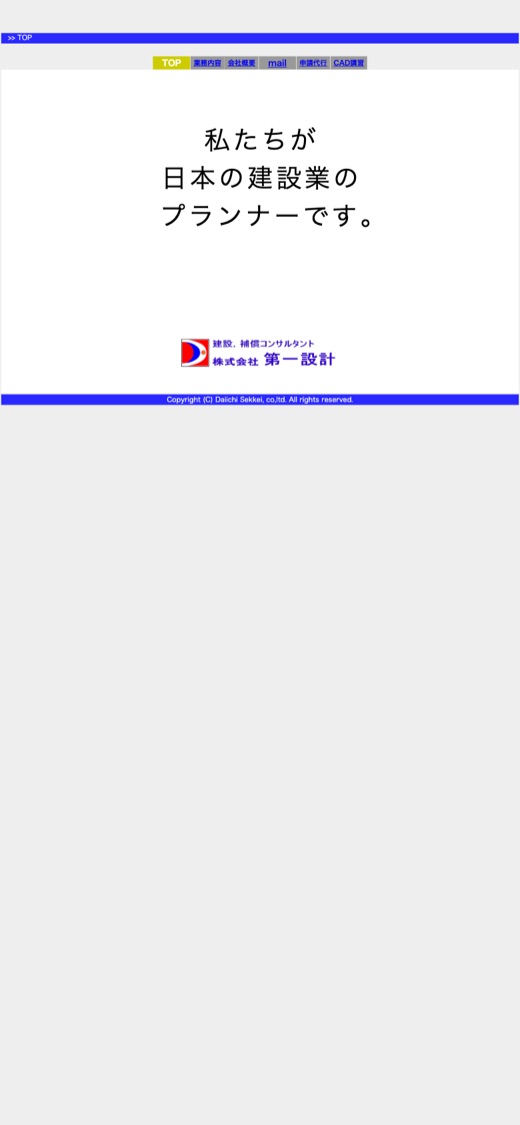 >> TOP
TOP 業務内容 会社概要 mail 申請代行 CAD講習
私たちが
日本の建設業の
プランナーです。
建設，補償コンサルタント
株式会社 第一設計
Copyright (C) Daiichi Sekkei, co,ltd. All rights reserved.